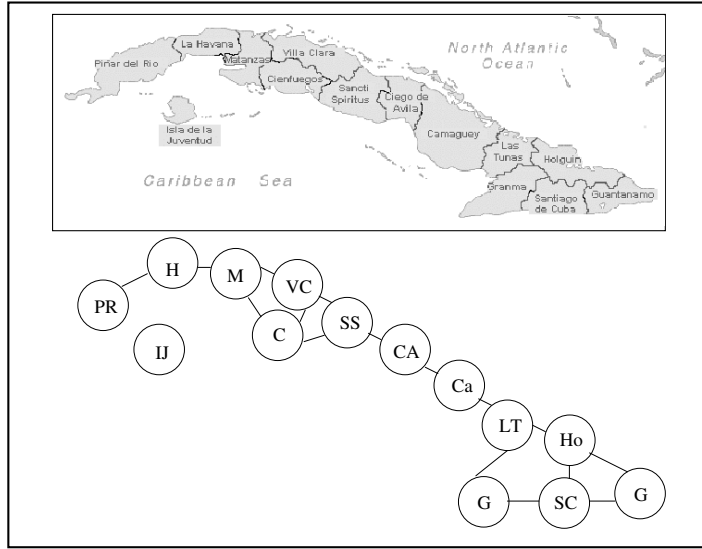 North Atlantic
Ocean
La Havana
Pinar del Rio
Matanzas
Villa Clara
Cienfuegos
Sancti
Spiritus
Ciego de
Avila
Isla de la
Juventud
Camaguey
Las
Tunas
Holguin
Caribbean Sea
Granma
Santiago
de Cuba
Guantanamo
H
M
VC
PR
SS
C
IJ
CA
Ca
LT
Ho
G
SC
G